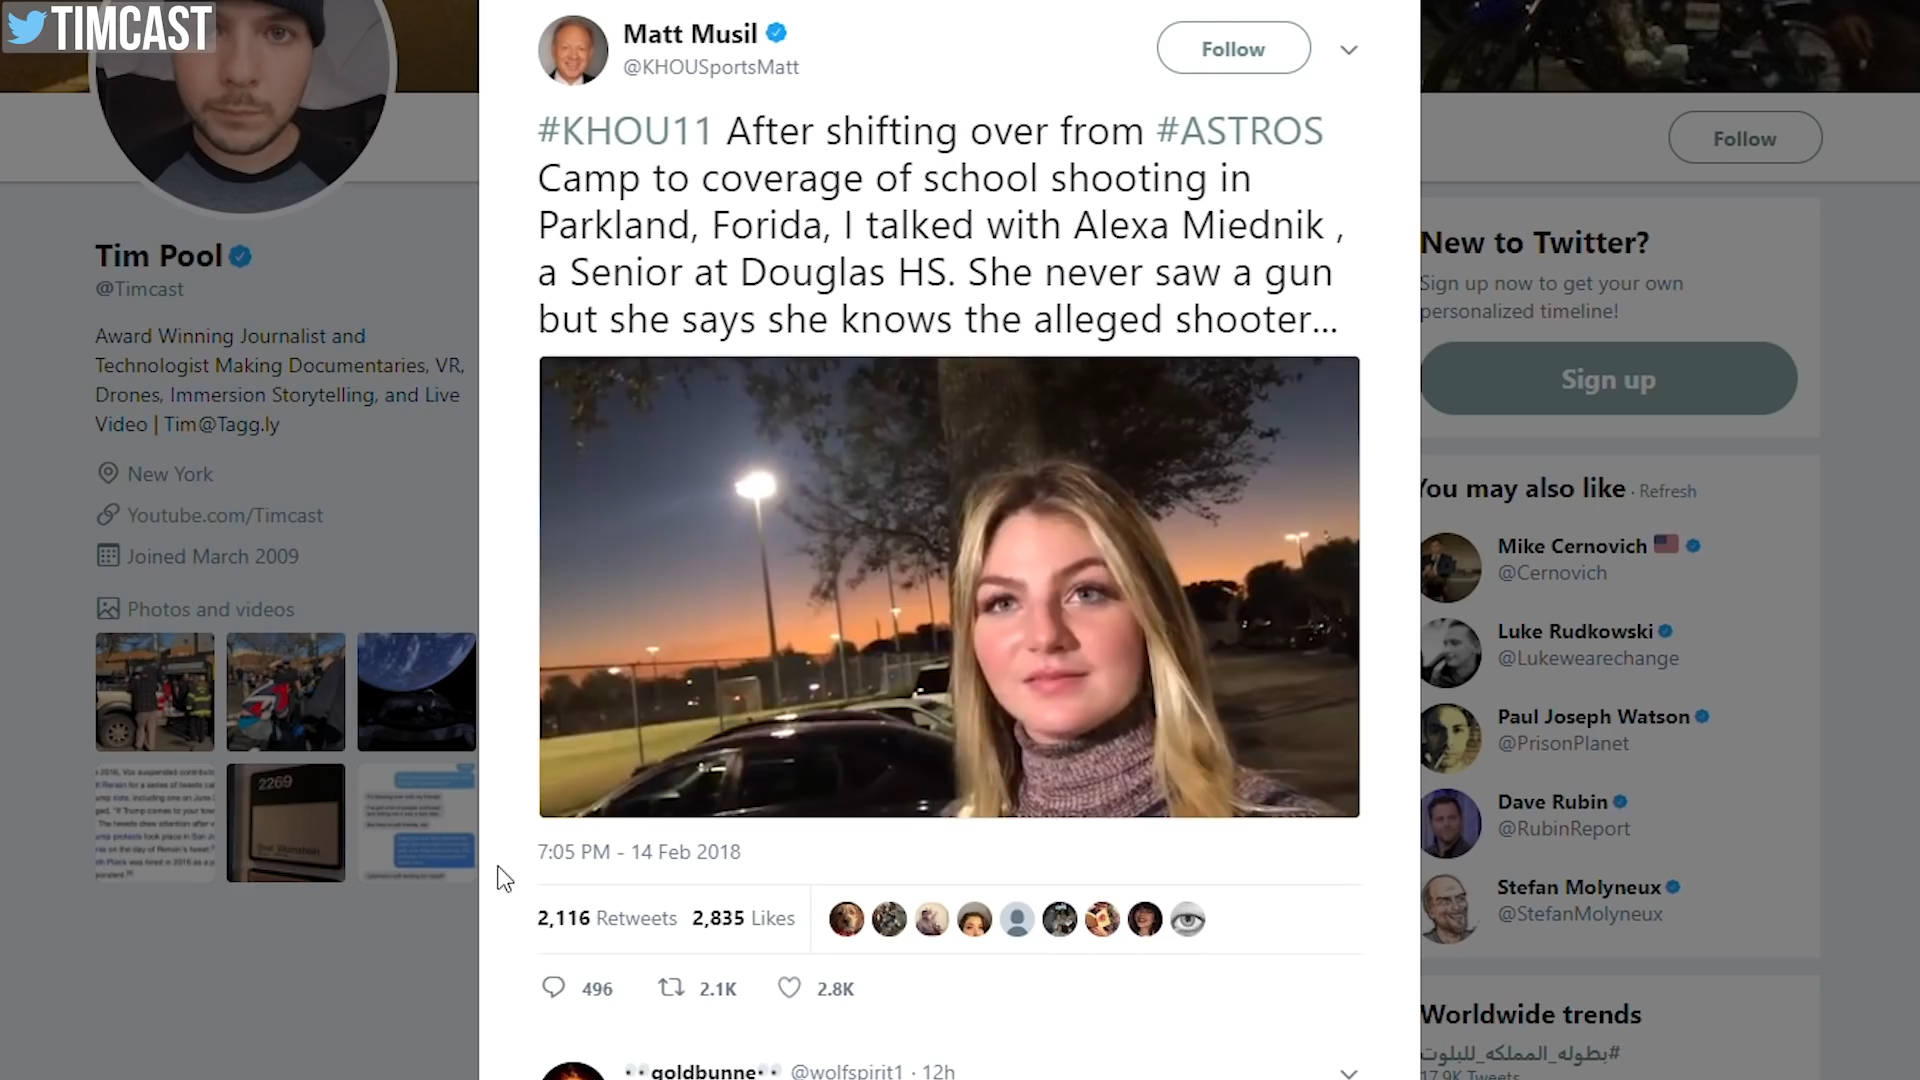 TIMCAST
Matt Musil
@KHOUSportsMatt
Follow
#KHOU11 After shifting over from #ASTROS
Camp to coverage of school shooting in
Parkland, Forida, I talked with Alexa Miednik ,
a Senior at Douglas HS. She never saw a gun
but she says she knows the alleged shooter...
7:05 PM - 14 Feb 2018
2,116 Retweets 2,835 Likes
496 2.1K 2.8K
goldbunne @wolfspirit1 · 12h
Tim Pool
@Timcast
Award Winning Journalist and
Technologist Making Documentaries, VR,
Drones, Immersion Storytelling, and Live
Video | Tim@Tagg.ly
New York
Youtube.com/Timcast
Joined March 2009
Photos and videos
2269
Follow
New to Twitter?
Sign up now to get your own
personalized timeline!
Sign up
You may also like · Refresh
Mike Cernovich
@Cernovich
Luke Rudkowski
@Lukewearechange
Paul Joseph Watson
@PrisonPlanet
Dave Rubin
@RubinReport
Stefan Molyneux
@StefanMolyneux
Worldwide trends
#بطوله_المملكه_للبلوت
17.9K Tweets